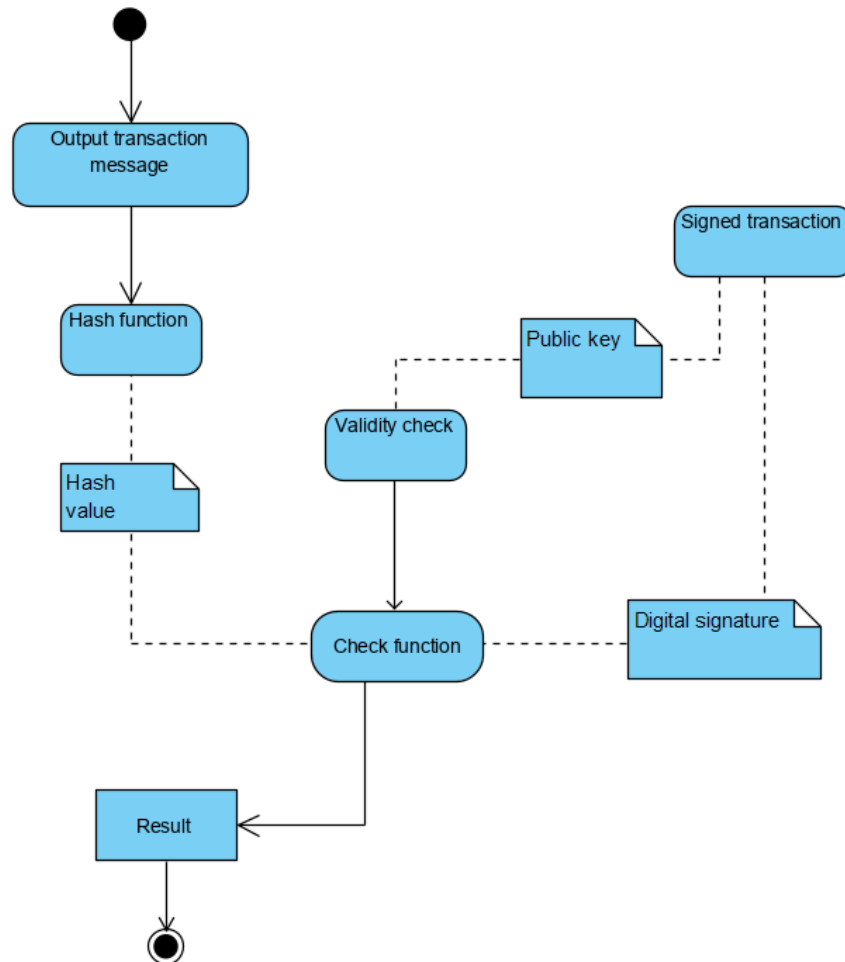 Output transaction
message
Signed transaction
Hash function
Public key
Validity check
Hash
value
Digital signature
Check function
Result